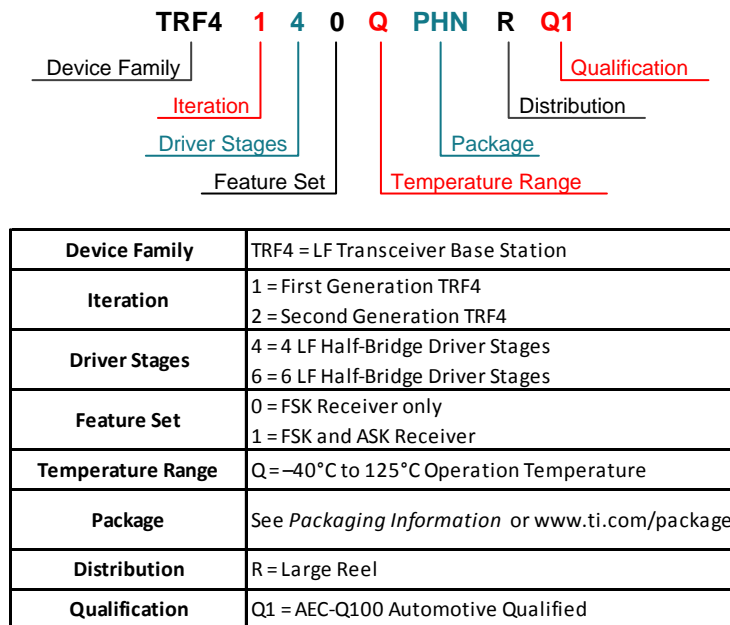 TRF4 1 4 0 Q PHN R Q1
Device Family
Qualification
Iteration
Distribution
Driver Stages
Package
Feature Set
Temperature Range
Device Family
TRF4 = LF Transceiver Base Station
Iteration
1 = First Generation TRF4
2 = Second Generation TRF4
Driver Stages
4 = 4 LF Half-Bridge Driver Stages
6 = 6 LF Half-Bridge Driver Stages
Feature Set
0 = FSK Receiver only
1 = FSK and ASK Receiver
Temperature Range
Q = –40°C to 125°C Operation Temperature
Package
See Packaging Information or www.ti.com/package
Distribution
R = Large Reel
Qualification
Q1 = AEC-Q100 Automotive Qualified